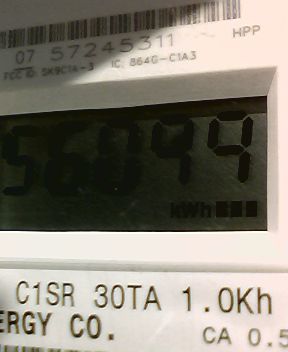 07 57245311
HPP
FCC ID: SK9C1A-3 IC: 864G-C1A3
56099
kWh
C1SR 30TA 1.0Kh
ERGY CO.
CA 0.5